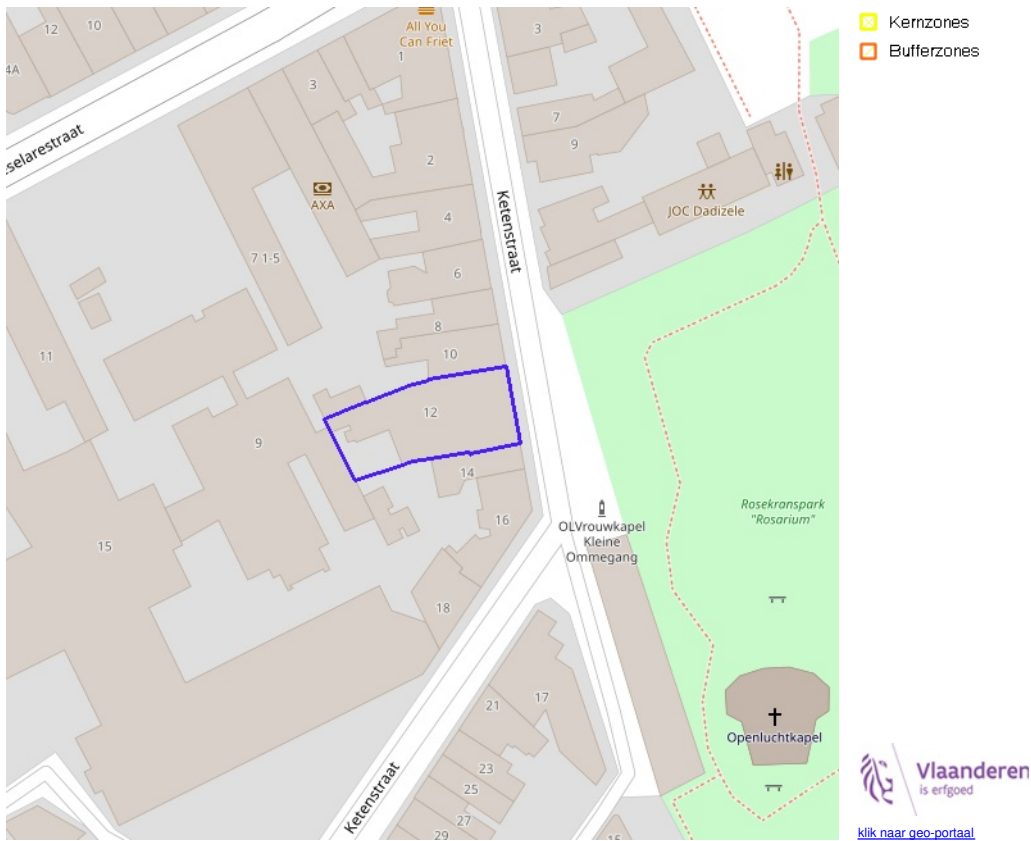 12
10
All You
Can Friet
3
Kernzones
Bufferzones
4A
1
3
7
9
selarestraat
2
AXA
JOC Dadizele
Ketenstraat
4
7 1-5
6
8
10
11
12
9
14
OLVrouwkapel
Kleine
Ommegang
Rosekranspark
"Rosarium"
16
15
18
17
21
Openluchtkapel
23
25
27
29
Ketenstraat
15
Vlaanderen
is erfgoed
klik naar geo-portaal